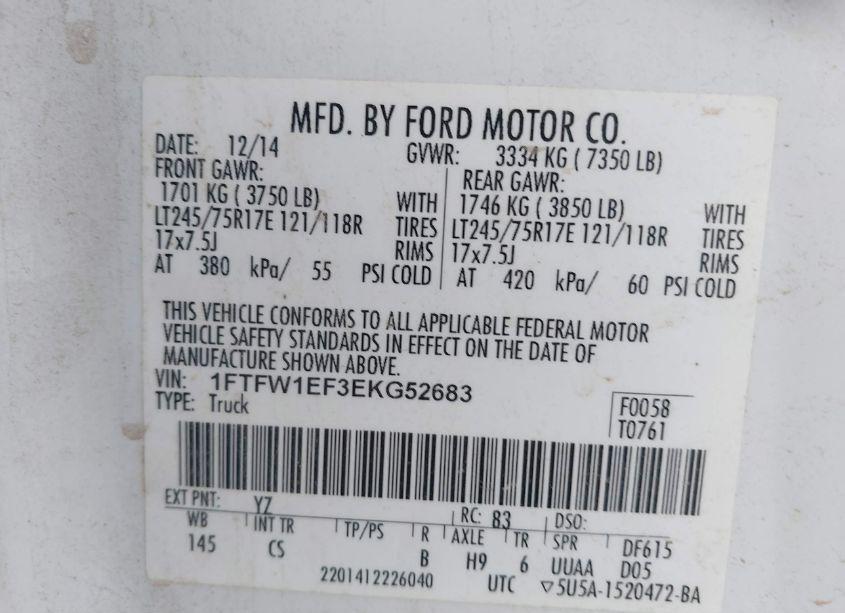 MFD. BY FORD MOTOR CO.
DATE: 12/14 GVWR: 3334 KG ( 7350 LB)
FRONT GAWR: REAR GAWR:
1701 KG ( 3750 LB) WITH 1746 KG ( 3850 LB) WITH
LT245/75R17E 121/118R TIRES LT245/75R17E 121/118R TIRES
17x7.5J RIMS 17x7.5J RIMS
AT 380 kPa/ 55 PSI COLD AT 420 kPa/ 60 PSI COLD
THIS VEHICLE CONFORMS TO ALL APPLICABLE FEDERAL MOTOR
VEHICLE SAFETY STANDARDS IN EFFECT ON THE DATE OF
MANUFACTURE SHOWN ABOVE.
VIN: 1FTFW1EF3EKG52683
TYPE: Truck F0058
T0761
EXT PNT: YZ RC: 83 DSO:
WB INT TR TP/PS R AXLE TR SPR DF615
145 CS B H9 6 UUAA D05
2201412226040 UTC ▽5U5A-1520472-BA